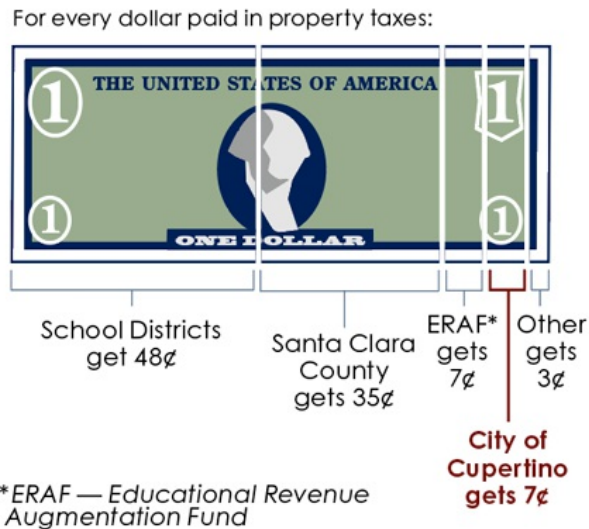 For every dollar paid in property taxes:
1 THE UNITED STATES OF AMERICA 1
1 1
ONE DOLLAR
School Districts
get 48¢
Santa Clara
County
gets 35¢
ERAF*
gets
7¢
Other
gets
3¢
City of
Cupertino
gets 7¢
*ERAF — Educational Revenue
Augmentation Fund